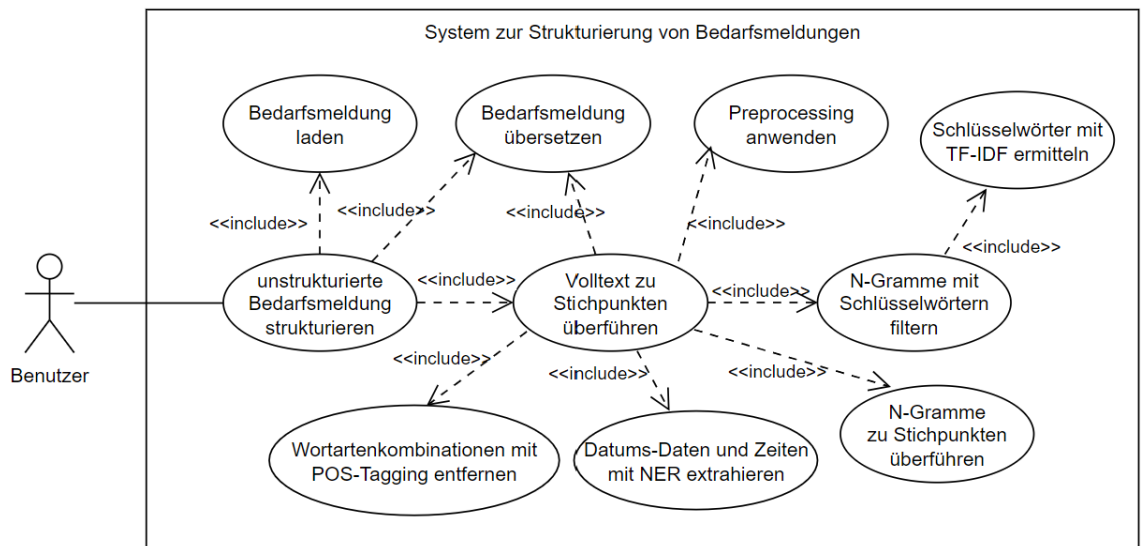 System zur Strukturierung von Bedarfsmeldungen
Bedarfsmeldung
laden
Bedarfsmeldung
übersetzen
Preprocessing
anwenden
Schlüsselwörter mit
TF-IDF ermitteln
<<include>>
<<include>>
<<include>>
<<include>>
<<include>>
unstrukturierte
Bedarfsmeldung
strukturieren
<<include>>
Volltext zu
Stichpunkten
überführen
<<include>>
N-Gramme mit
Schlüsselwörtern
filtern
Benutzer
<<include>>
<<include>>
<<include>>
Wortartenkombinationen mit
POS-Tagging entfernen
Datums-Daten und Zeiten
mit NER extrahieren
N-Gramme
zu Stichpunkten
überführen